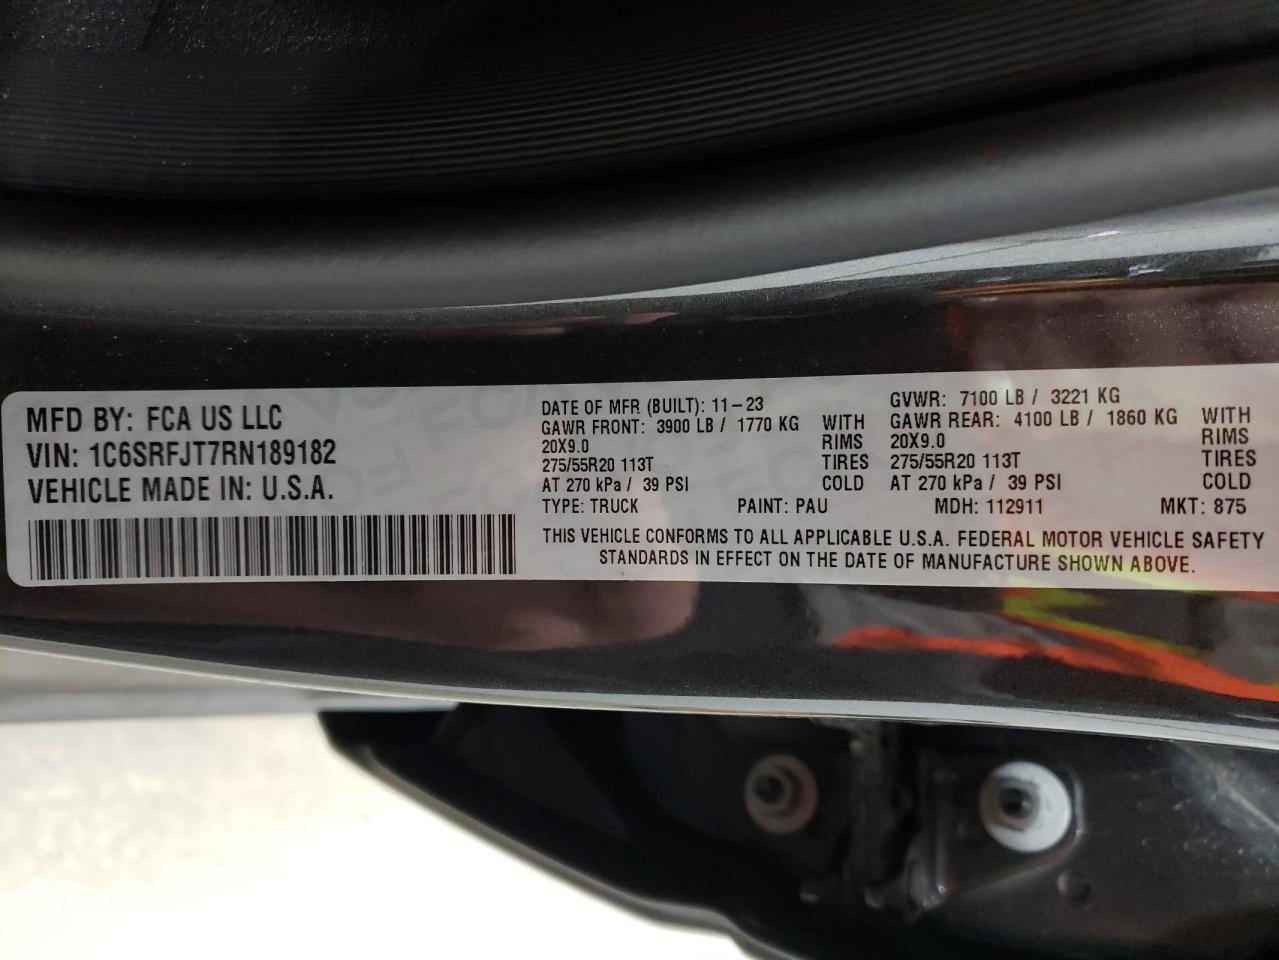 MFD BY: FCA US LLC
VIN: 1C6SRFJT7RN189182
VEHICLE MADE IN: U.S.A.
DATE OF MFR (BUILT): 11-23
GAWR FRONT: 3900 LB / 1770 KG WITH
20X9.0 RIMS
275/55R20 113T TIRES
AT 270 kPa / 39 PSI COLD
GVWR: 7100 LB / 3221 KG
GAWR REAR: 4100 LB / 1860 KG WITH
20X9.0 RIMS
275/55R20 113T TIRES
AT 270 kPa / 39 PSI COLD
TYPE: TRUCK PAINT: PAU MDH: 112911 MKT: 875
THIS VEHICLE CONFORMS TO ALL APPLICABLE U.S.A. FEDERAL MOTOR VEHICLE SAFETY
STANDARDS IN EFFECT ON THE DATE OF MANUFACTURE SHOWN ABOVE.